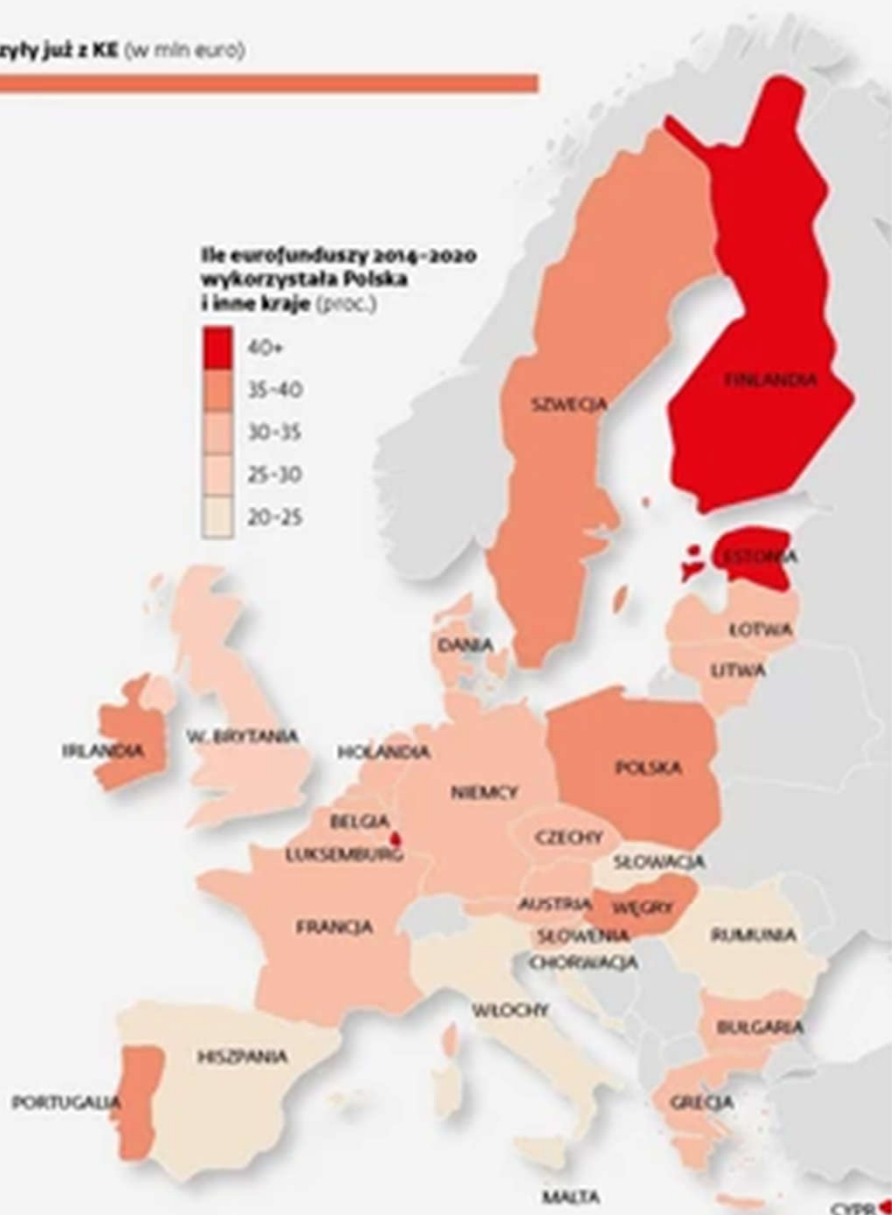 zyły już z KE (w mln euro)
Ile eurofunduszy 2014-2020
wykorzystała Polska
i inne kraje (proc.)
40+
35-40
30-35
25-30
20-25
FINLANDIA
SZWECJA
ESTONIA
ŁOTWA
DANIA
LITWA
W. BRYTANIA
IRLANDIA
HOLANDIA
POLSKA
NIEMCY
BELGIA
CZECHY
LUKSEMBURG
SŁOWACJA
AUSTRIA
WĘGRY
FRANCJA
SŁOWENIA
RUMUNIA
CHORWACJA
WŁOCHY
BUŁGARIA
HISZPANIA
PORTUGALIA
GRECJA
MALTA
CYPR